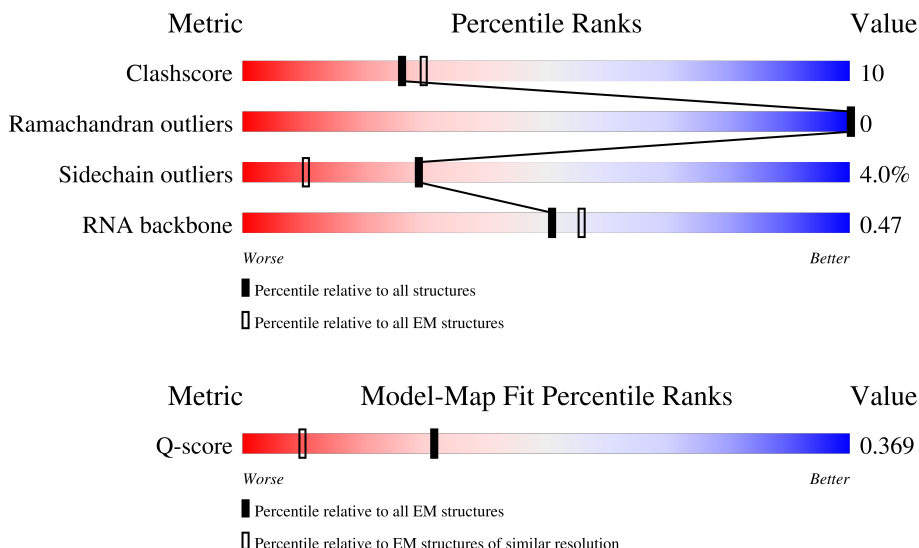 Metric Percentile Ranks Value
Clashscore 10
Ramachandran outliers 0
Sidechain outliers 4.0%
RNA backbone 0.47
Worse Better
Percentile relative to all structures
Percentile relative to all EM structures
Metric Model-Map Fit Percentile Ranks Value
Q-score 0.369
Worse Better
Percentile relative to all EM structures
Percentile relative to EM structures of similar resolution